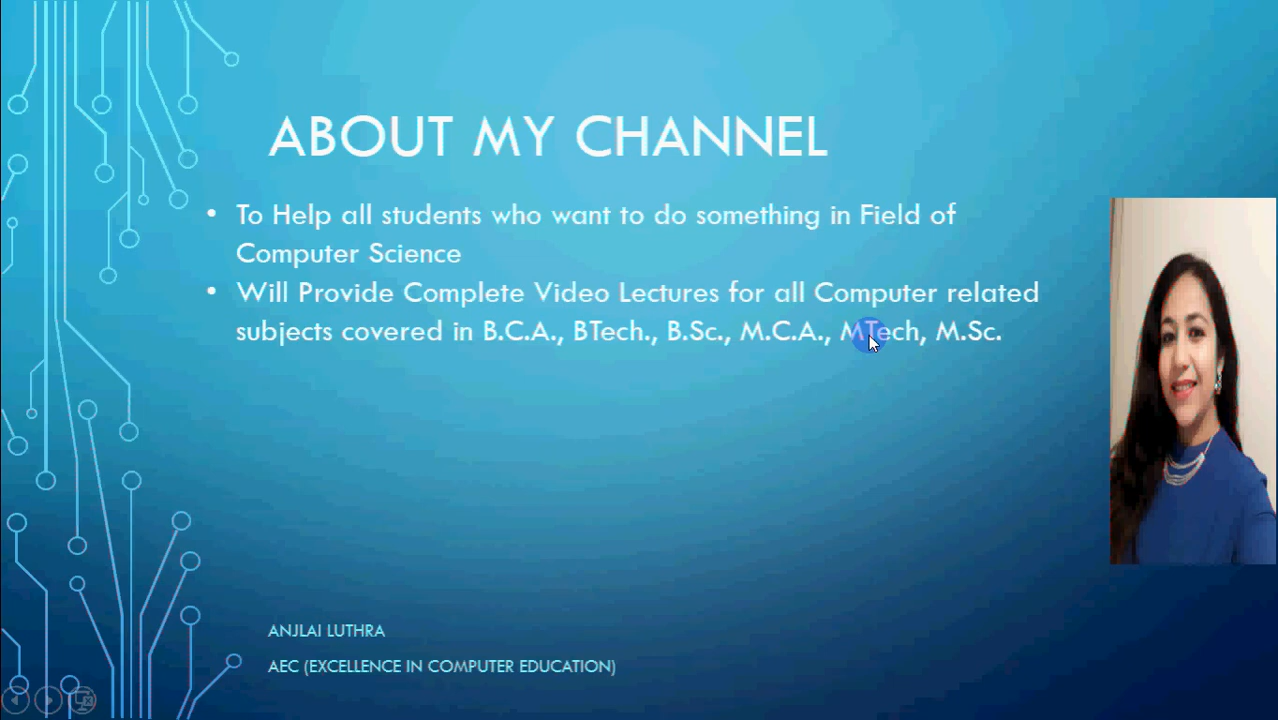 ABOUT MY CHANNEL
• To Help all students who want to do something in Field of
Computer Science
• Will Provide Complete Video Lectures for all Computer related
subjects covered in B.C.A., BTech., B.Sc., M.C.A., MTech, M.Sc.
ANJLAI LUTHRA
AEC (EXCELLENCE IN COMPUTER EDUCATION)